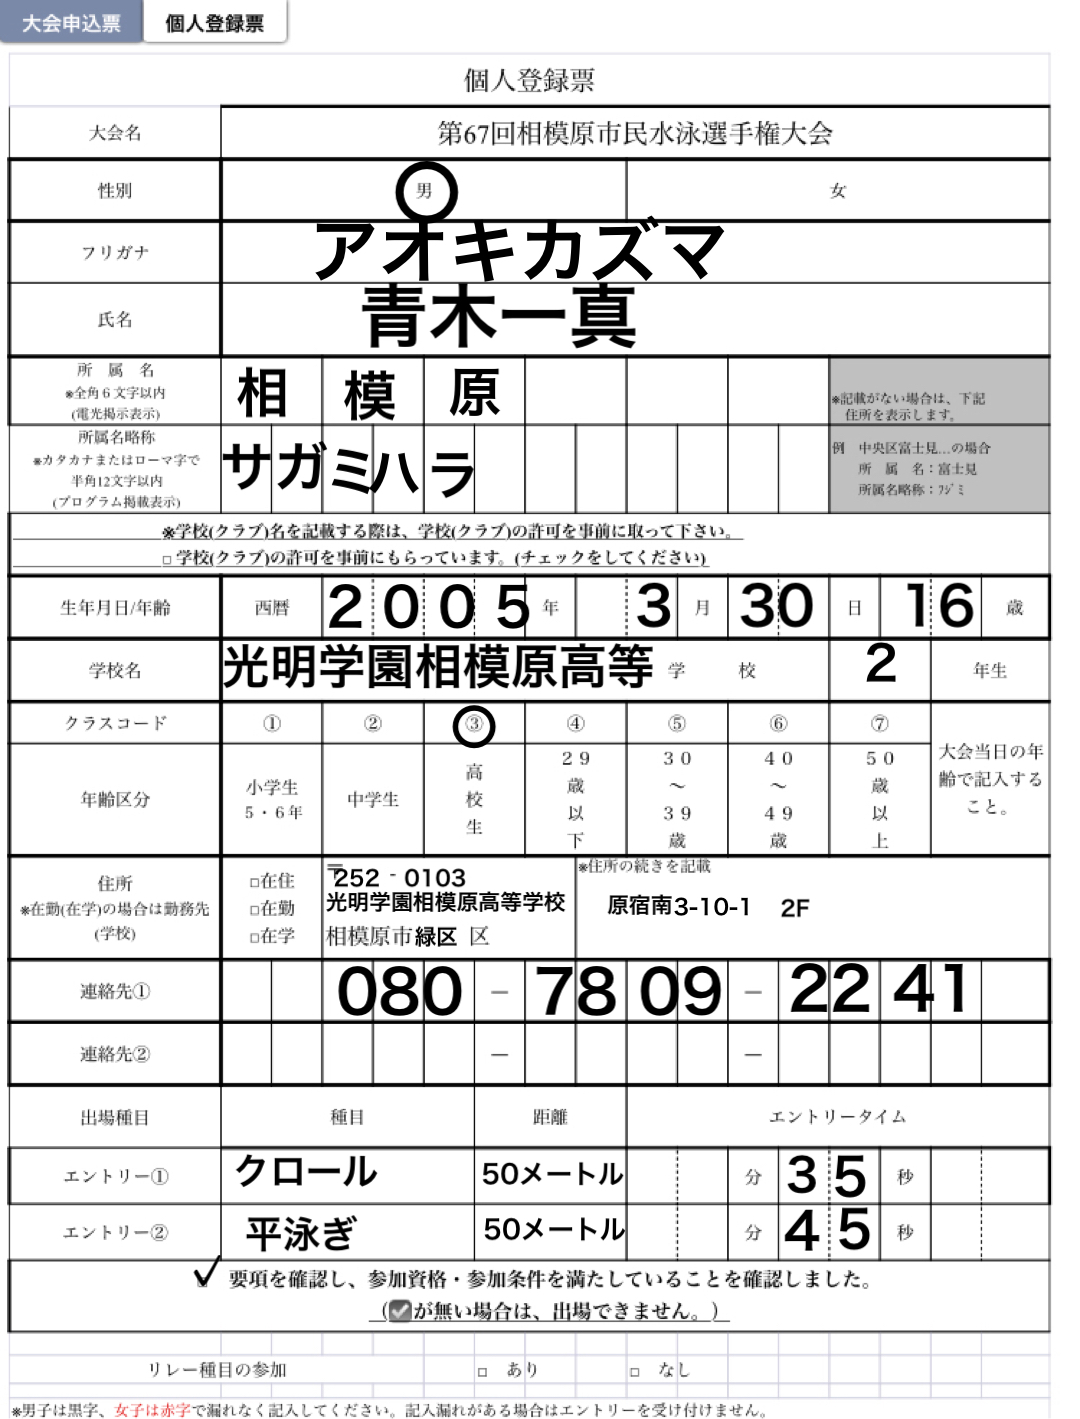 大会申込票 個人登録票
個人登録票
大会名 第67回相模原市民水泳選手権大会
性別 男 女
フリガナ アオキカズマ
氏名 青木一真
所属名 ※全角6文字以内 (電光掲示表示) 相模原 ※記載がない場合は、下記住所を表示します。
所属名略称 ※カタカナまたはローマ字で半角12文字以内 (プログラム掲載表示) サガミハラ 例 中央区富士見…の場合 所属名：富士見 所属名略称：フジミ
※学校(クラブ)名を記載する際は、学校(クラブ)の許可を事前に取って下さい。
□ 学校(クラブ)の許可を事前にもらっています。(チェックをしてください)
生年月日/年齢 西暦 2005 年 3 月 30 日 16 歳
学校名 光明学園相模原高等 学校 2 年生
クラスコード ① ② ③ ④ ⑤ ⑥ ⑦ 大会当日の年齢で記入すること。
年齢区分 小学生5・6年 中学生 高校生 29歳以下 30〜39歳 40〜49歳 50歳以上
住所 ※在勤(在学)の場合は勤務先(学校) □在住 □在勤 □在学 〒252-0103 ※住所の続きを記載
光明学園相模原高等学校 原宿南3-10-1 2F
相模原市緑区 区
連絡先① 080 － 7809 － 2241
連絡先② － －
出場種目 種目 距離 エントリータイム
エントリー① クロール 50メートル 分 35 秒
エントリー② 平泳ぎ 50メートル 分 45 秒
✓ 要項を確認し、参加資格・参加条件を満たしていることを確認しました。
(☑が無い場合は、出場できません。)
リレー種目の参加 □ あり □ なし
※男子は黒字、女子は赤字で漏れなく記入してください。記入漏れがある場合はエントリーを受け付けません。